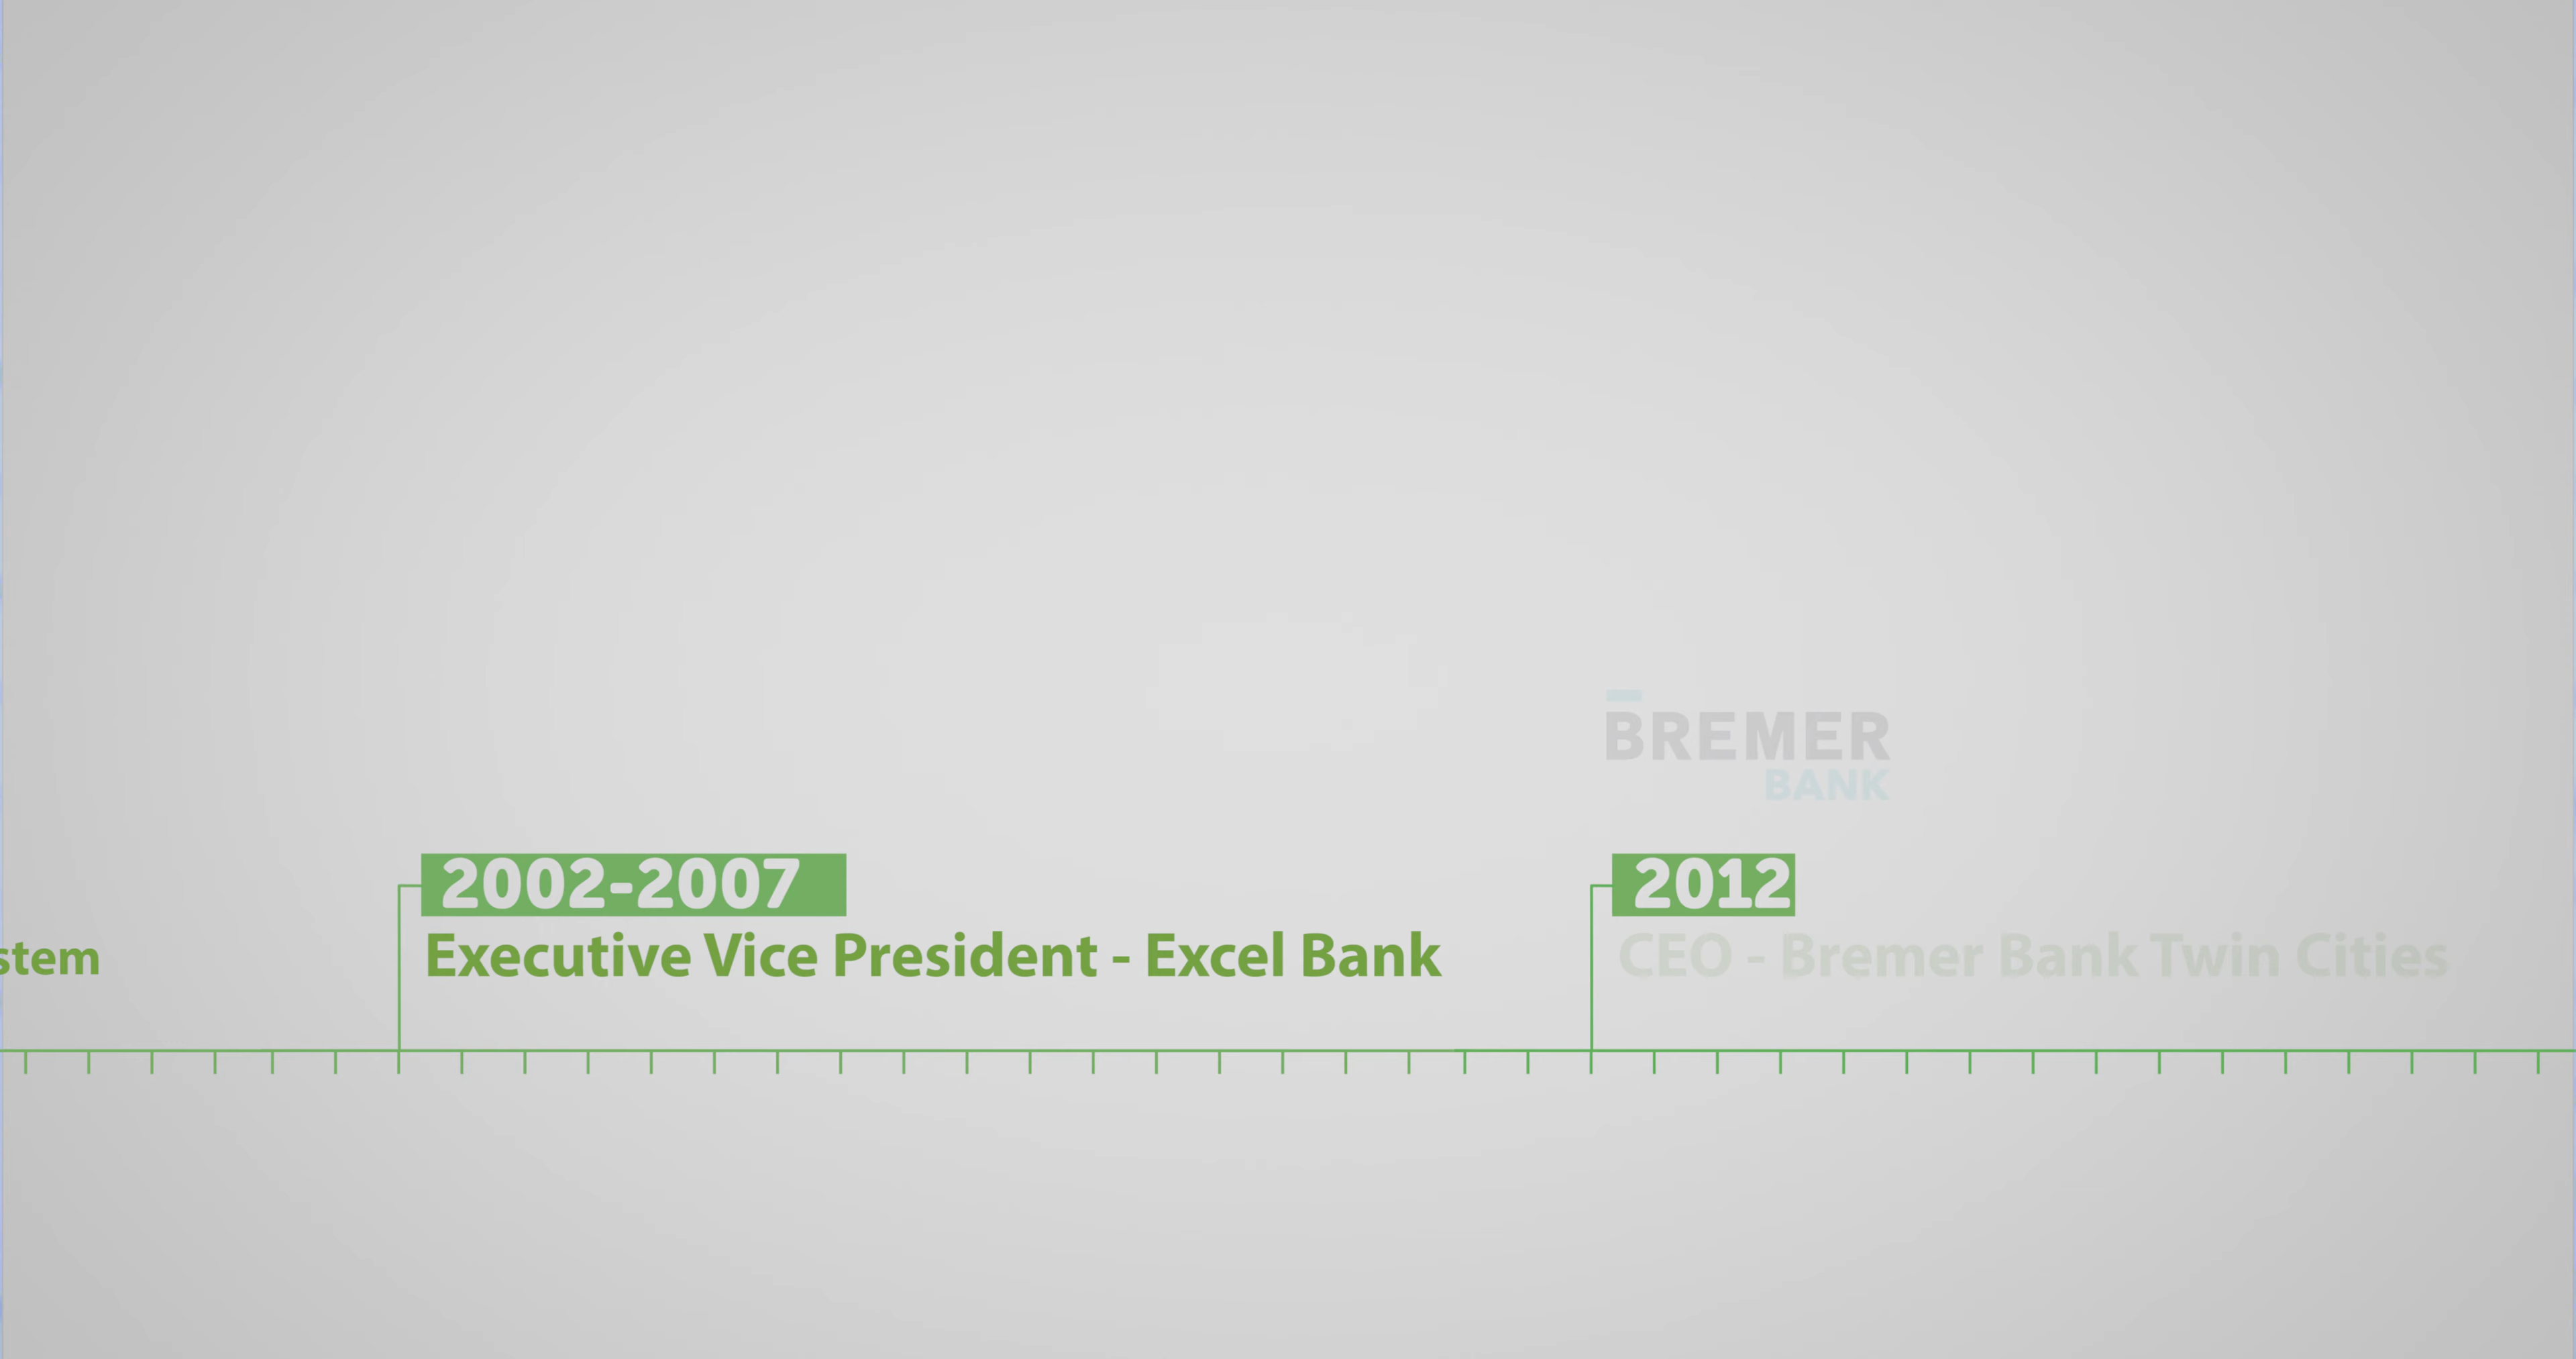 BREMER
BANK
2002-2007
2012
stem
Executive Vice President - Excel Bank
CEO - Bremer Bank Twin Cities